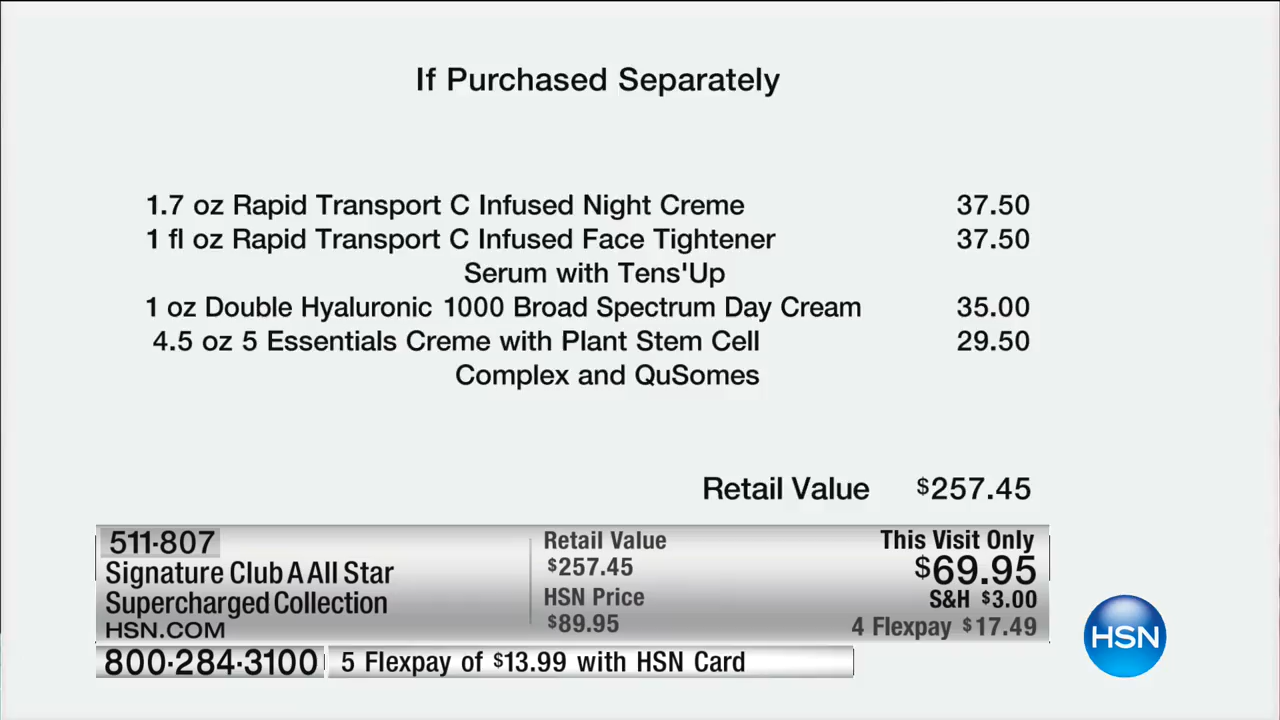 If Purchased Separately
1.7 oz Rapid Transport C Infused Night Creme 37.50
1 fl oz Rapid Transport C Infused Face Tightener 37.50
Serum with Tens'Up
1 oz Double Hyaluronic 1000 Broad Spectrum Day Cream 35.00
4.5 oz 5 Essentials Creme with Plant Stem Cell 29.50
Complex and QuSomes
Retail Value $257.45
511-807
Signature Club A All Star
Supercharged Collection
HSN.COM
Retail Value
$257.45
HSN Price
$89.95
This Visit Only
$69.95
S&H $3.00
4 Flexpay $17.49
800-284-3100
5 Flexpay of $13.99 with HSN Card
HSN